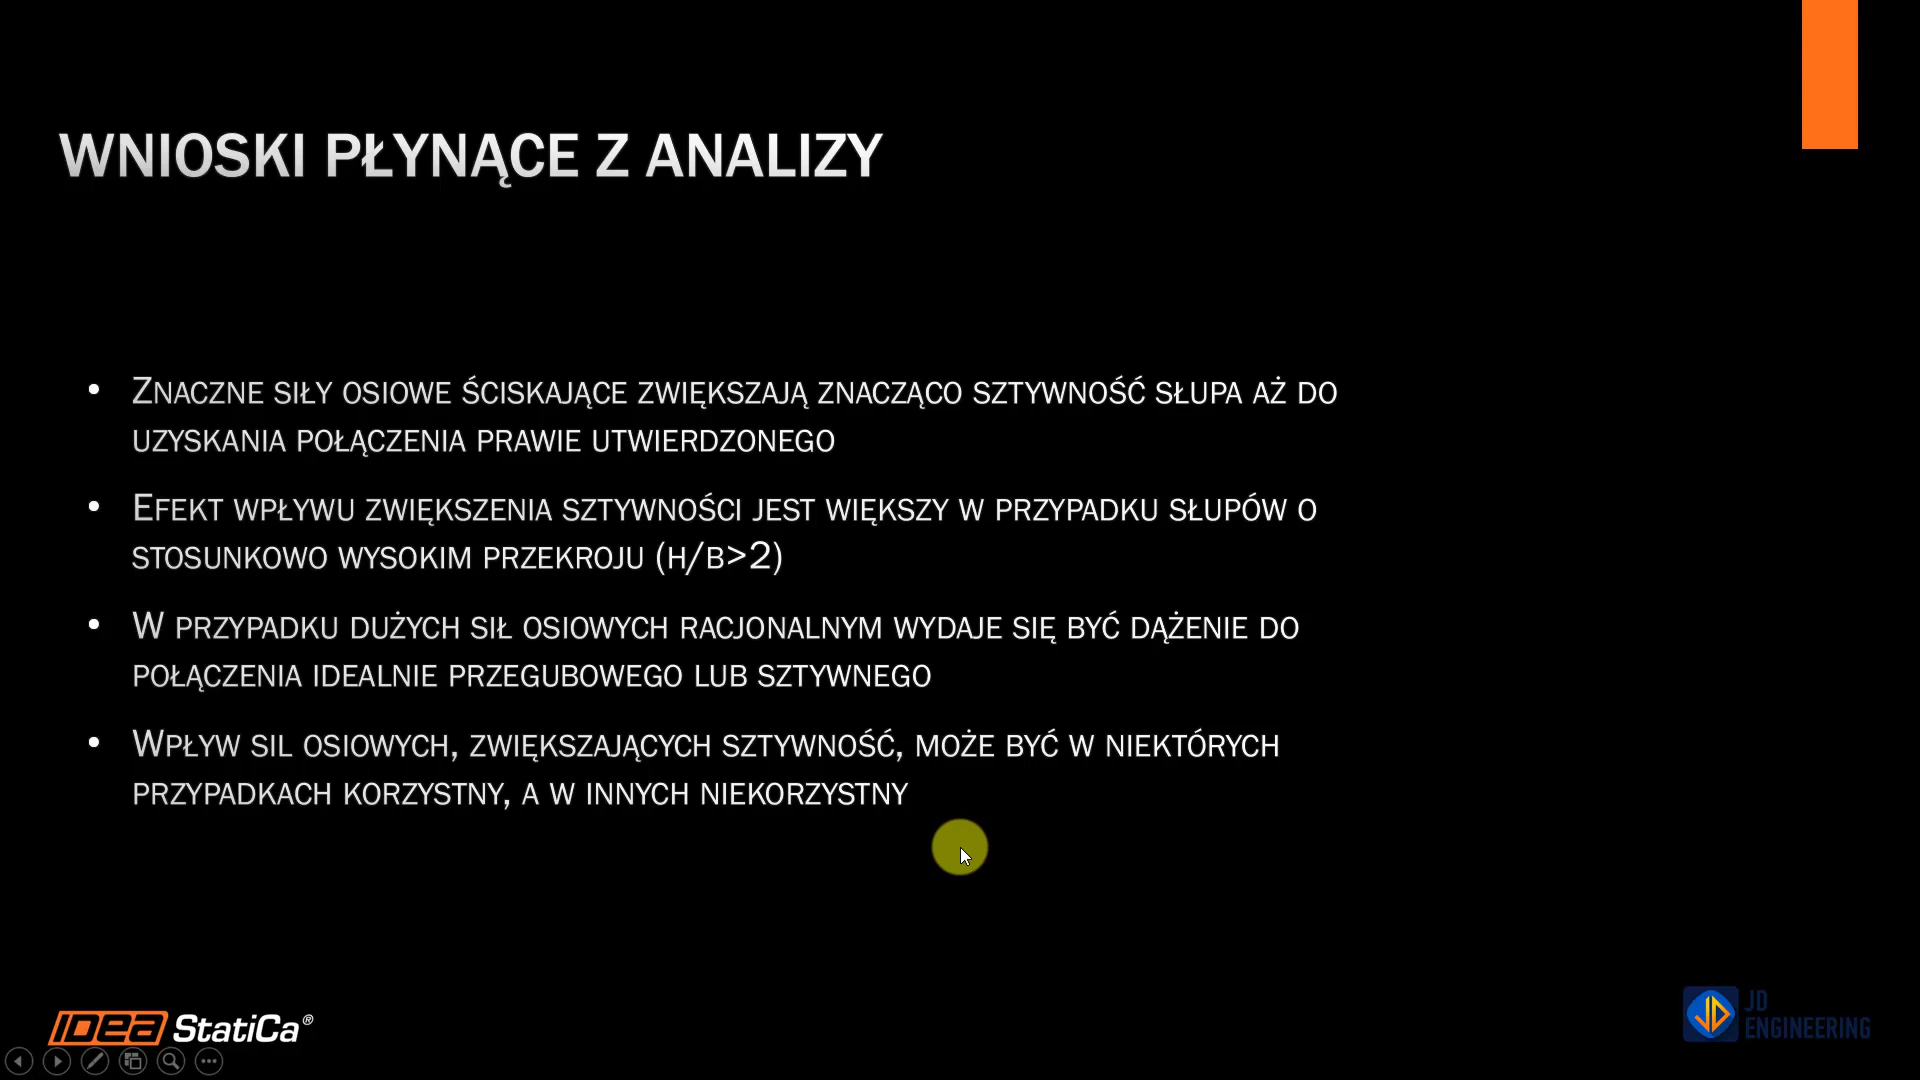 WNIOSKI PŁYNĄCE Z ANALIZY
• Znaczne siły osiowe ściskające zwiększają znacząco sztywność słupa aż do
uzyskania połączenia prawie utwierdzonego
• Efekt wpływu zwiększenia sztywności jest większy w przypadku słupów o
stosunkowo wysokim przekroju (h/b>2)
• W przypadku dużych sił osiowych racjonalnym wydaje się być dążenie do
połączenia idealnie przegubowego lub sztywnego
• Wpływ sil osiowych, zwiększających sztywność, może być w niektórych
przypadkach korzystny, a w innych niekorzystny
IDEA StatiCa®
JD
ENGINEERING